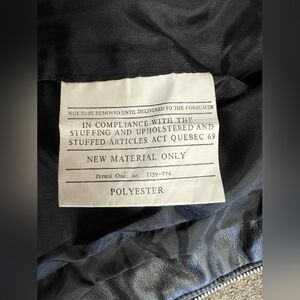 NOT TO BE REMOVED UNTIL DELIVERED TO THE CONSUMER
IN COMPLIANCE WITH THE
STUFFING AND UPHOLSTERED AND
STUFFED ARTICLES ACT QUEBEC 69
NEW MATERIAL ONLY
Permit Que. no. 1759-774
POLYESTER